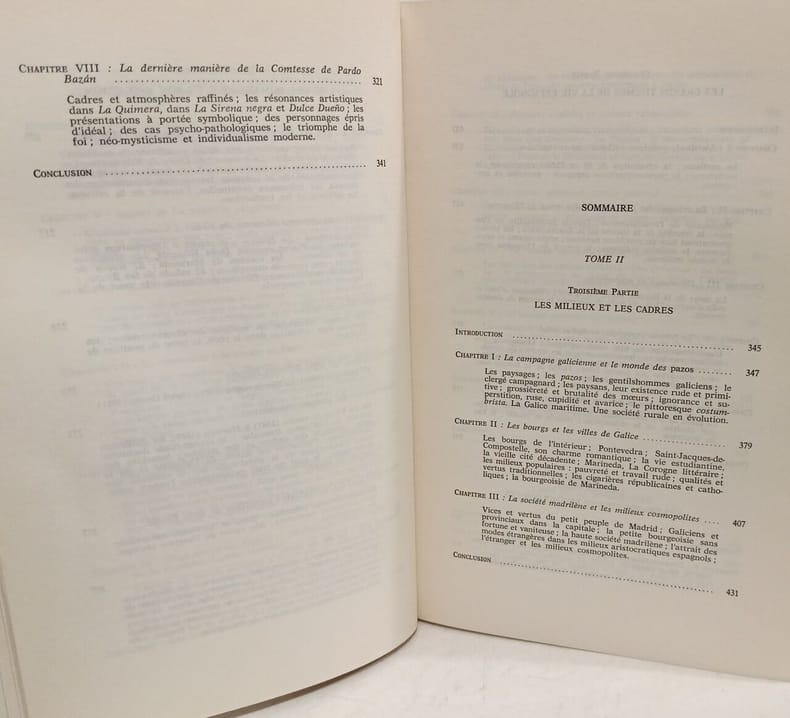 CHAPITRE VIII : La dernière manière de la Comtesse de Pardo
Bazán ........................................ 321
Cadres et atmosphères raffinés ; les résonances artistiques
dans La Quimera, dans La Sirena negra et Dulce Dueño ; les
présentations à portée symbolique ; des personnages épris
d'idéal ; des cas psycho-pathologiques ; le triomphe de la
foi ; néo-mysticisme et individualisme moderne.
CONCLUSION ........................................ 341
SOMMAIRE
TOME II
TROISIÈME PARTIE
LES MILIEUX ET LES CADRES
INTRODUCTION ........................................ 345
CHAPITRE I : La campagne galicienne et le monde des pazos ........ 347
Les paysages ; les pazos ; les gentilshommes galiciens ; le
clergé campagnard ; les paysans, leur existence rude et primi-
tive ; grossièreté et brutalité des mœurs ; ignorance et su-
perstition, ruse, cupidité et avarice ; le pittoresque costum-
brista. La Galice maritime. Une société rurale en évolution.
CHAPITRE II : Les bourgs et les villes de Galice .................... 379
Les bourgs de l'intérieur ; Pontevedra ; Saint-Jacques-de-
Compostelle, son charme romantique ; la vie estudiantine,
la vieille cité décadente ; Marineda, La Corogne littéraire ;
les milieux populaires : pauvreté et travail rude ; qualités et
vertus traditionnelles ; les cigarières républicaines et catho-
liques ; la bourgeoisie de Marineda.
CHAPITRE III : La société madrilène et les milieux cosmopolites .... 407
Vices et vertus du petit peuple de Madrid ; Galiciens et
provinciaux dans la capitale ; la petite bourgeoisie sans
fortune et vaniteuse ; la haute société madrilène ; l'attrait des
modes étrangères dans les milieux aristocratiques espagnols ;
l'étranger et les milieux cosmopolites.
CONCLUSION ........................................ 431